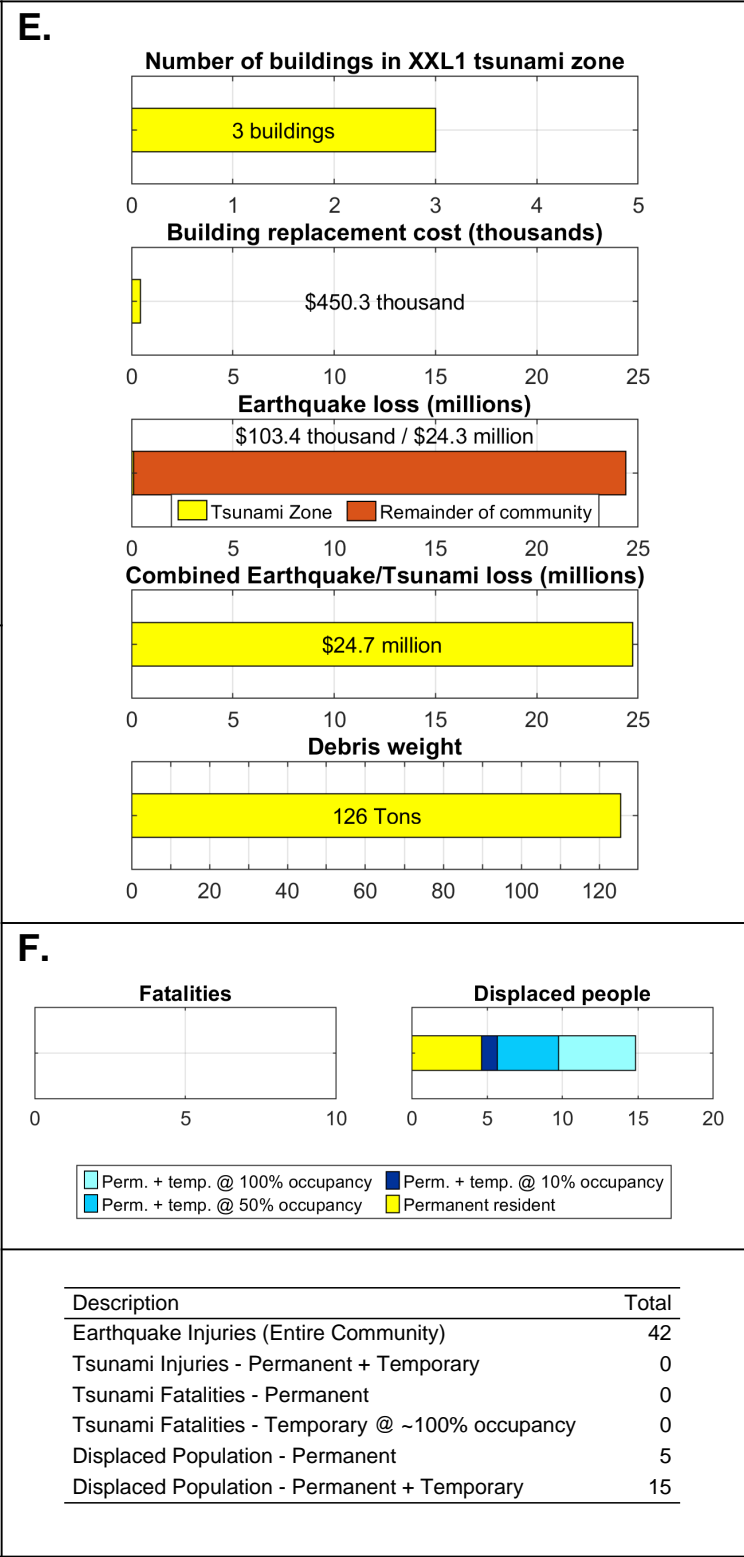 E.
Number of buildings in XXL1 tsunami zone
3 buildings
0 1 2 3 4 5
Building replacement cost (thousands)
$450.3 thousand
0 5 10 15 20 25
Earthquake loss (millions)
$103.4 thousand / $24.3 million
Tsunami Zone Remainder of community
0 5 10 15 20 25
Combined Earthquake/Tsunami loss (millions)
$24.7 million
0 5 10 15 20 25
Debris weight
126 Tons
0 20 40 60 80 100 120
F.
Fatalities Displaced people
0 5 10 0 5 10 15 20
Perm. + temp. @ 100% occupancy Perm. + temp. @ 10% occupancy
Perm. + temp. @ 50% occupancy Permanent resident
Description Total
Earthquake Injuries (Entire Community) 42
Tsunami Injuries - Permanent + Temporary 0
Tsunami Fatalities - Permanent 0
Tsunami Fatalities - Temporary @ ~100% occupancy 0
Displaced Population - Permanent 5
Displaced Population - Permanent + Temporary 15